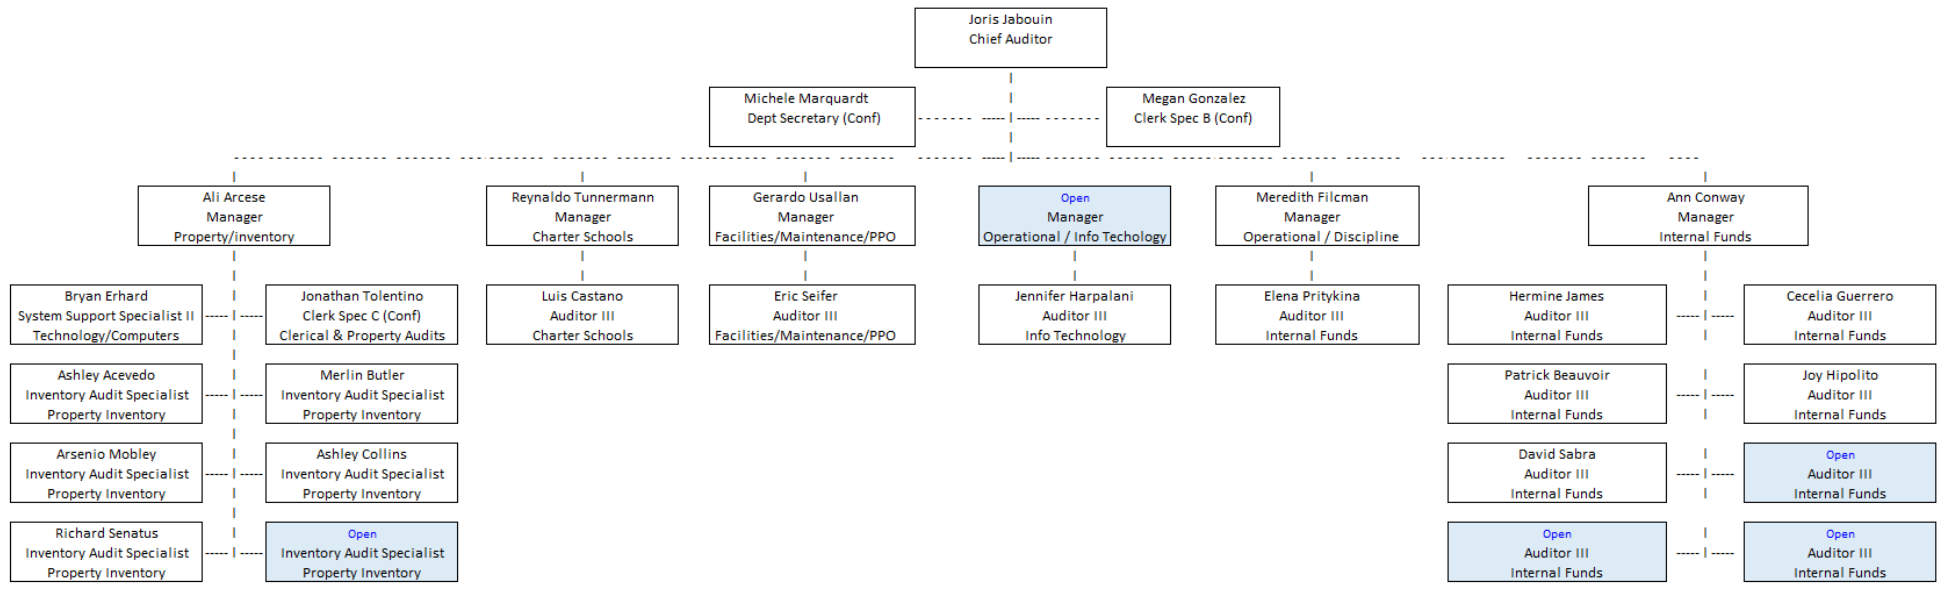 Joris Jabouin
Chief Auditor
Michele Marquardt
Dept Secretary (Conf)
Megan Gonzalez
Clerk Spec B (Conf)
Ali Arcese
Manager
Property/inventory
Reynaldo Tunnermann
Manager
Charter Schools
Gerardo Usallan
Manager
Facilities/Maintenance/PPO
Open
Manager
Operational / Info Techology
Meredith Filcman
Manager
Operational / Discipline
Ann Conway
Manager
Internal Funds
Bryan Erhard
System Support Specialist II
Technology/Computers
Jonathan Tolentino
Clerk Spec C (Conf)
Clerical & Property Audits
Luis Castano
Auditor III
Charter Schools
Eric Seifer
Auditor III
Facilities/Maintenance/PPO
Jennifer Harpalani
Auditor III
Info Technology
Elena Pritykina
Auditor III
Internal Funds
Hermine James
Auditor III
Internal Funds
Cecelia Guerrero
Auditor III
Internal Funds
Ashley Acevedo
Inventory Audit Specialist
Property Inventory
Merlin Butler
Inventory Audit Specialist
Property Inventory
Patrick Beauvoir
Auditor III
Internal Funds
Joy Hipolito
Auditor III
Internal Funds
Arsenio Mobley
Inventory Audit Specialist
Property Inventory
Ashley Collins
Inventory Audit Specialist
Property Inventory
David Sabra
Auditor III
Internal Funds
Open
Auditor III
Internal Funds
Richard Senatus
Inventory Audit Specialist
Property Inventory
Open
Inventory Audit Specialist
Property Inventory
Open
Auditor III
Internal Funds
Open
Auditor III
Internal Funds